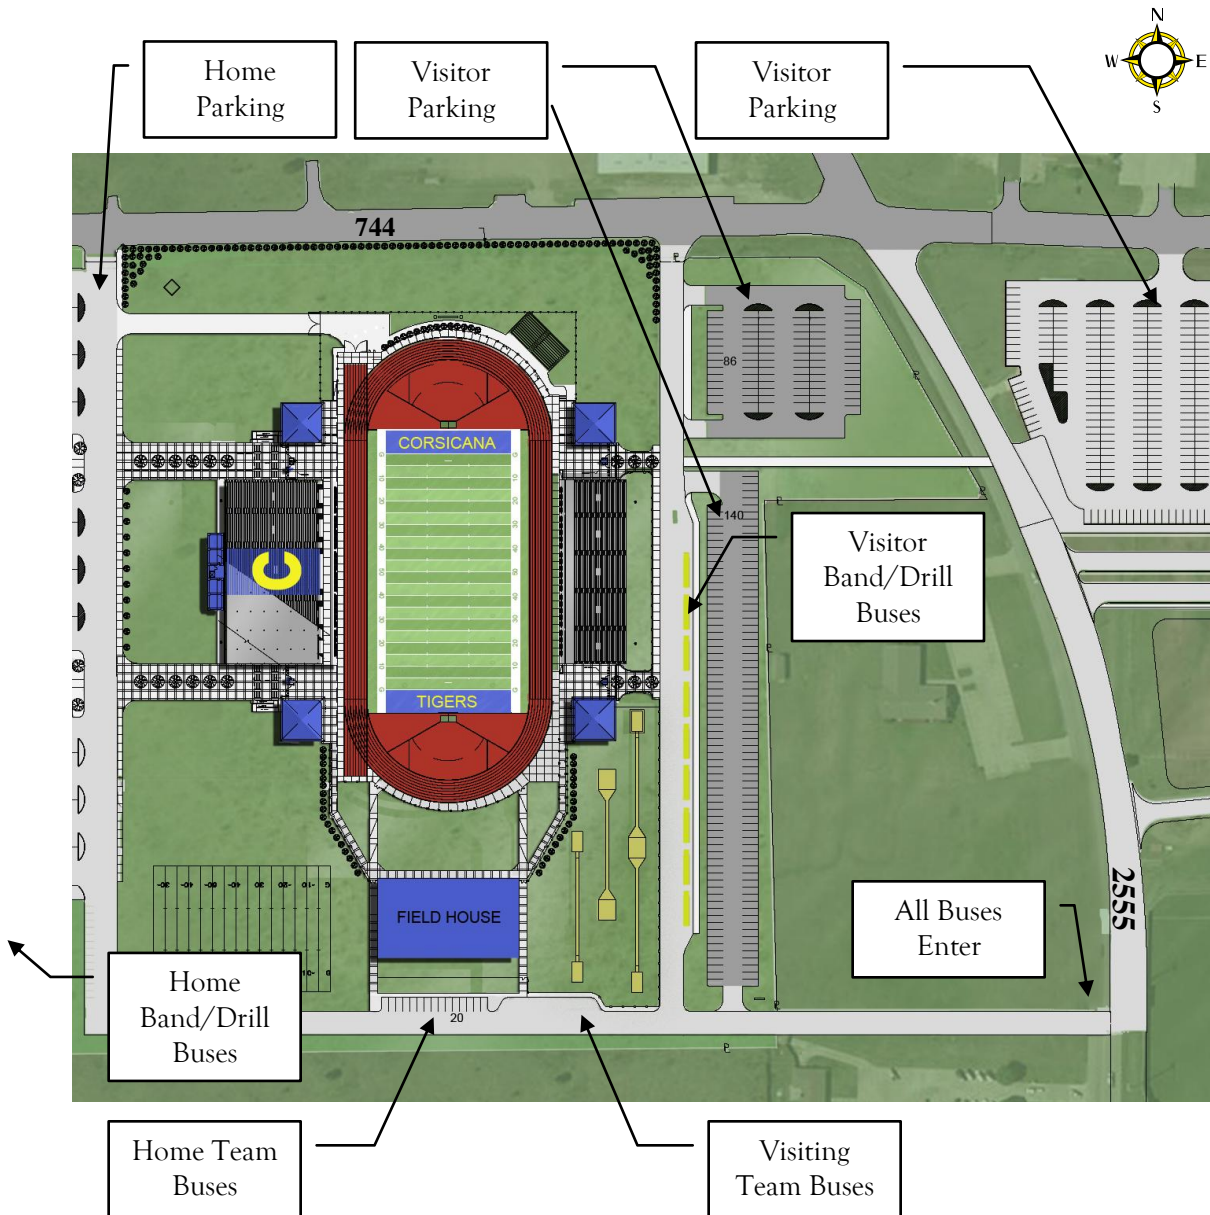 N
W E
S
Home
Parking
Visitor
Parking
Visitor
Parking
744
86
CORSICANA
140
C
Visitor
Band/Drill
Buses
TIGERS
2555
FIELD HOUSE
All Buses
Enter
Home
Band/Drill
Buses
20
Home Team
Buses
Visiting
Team Buses